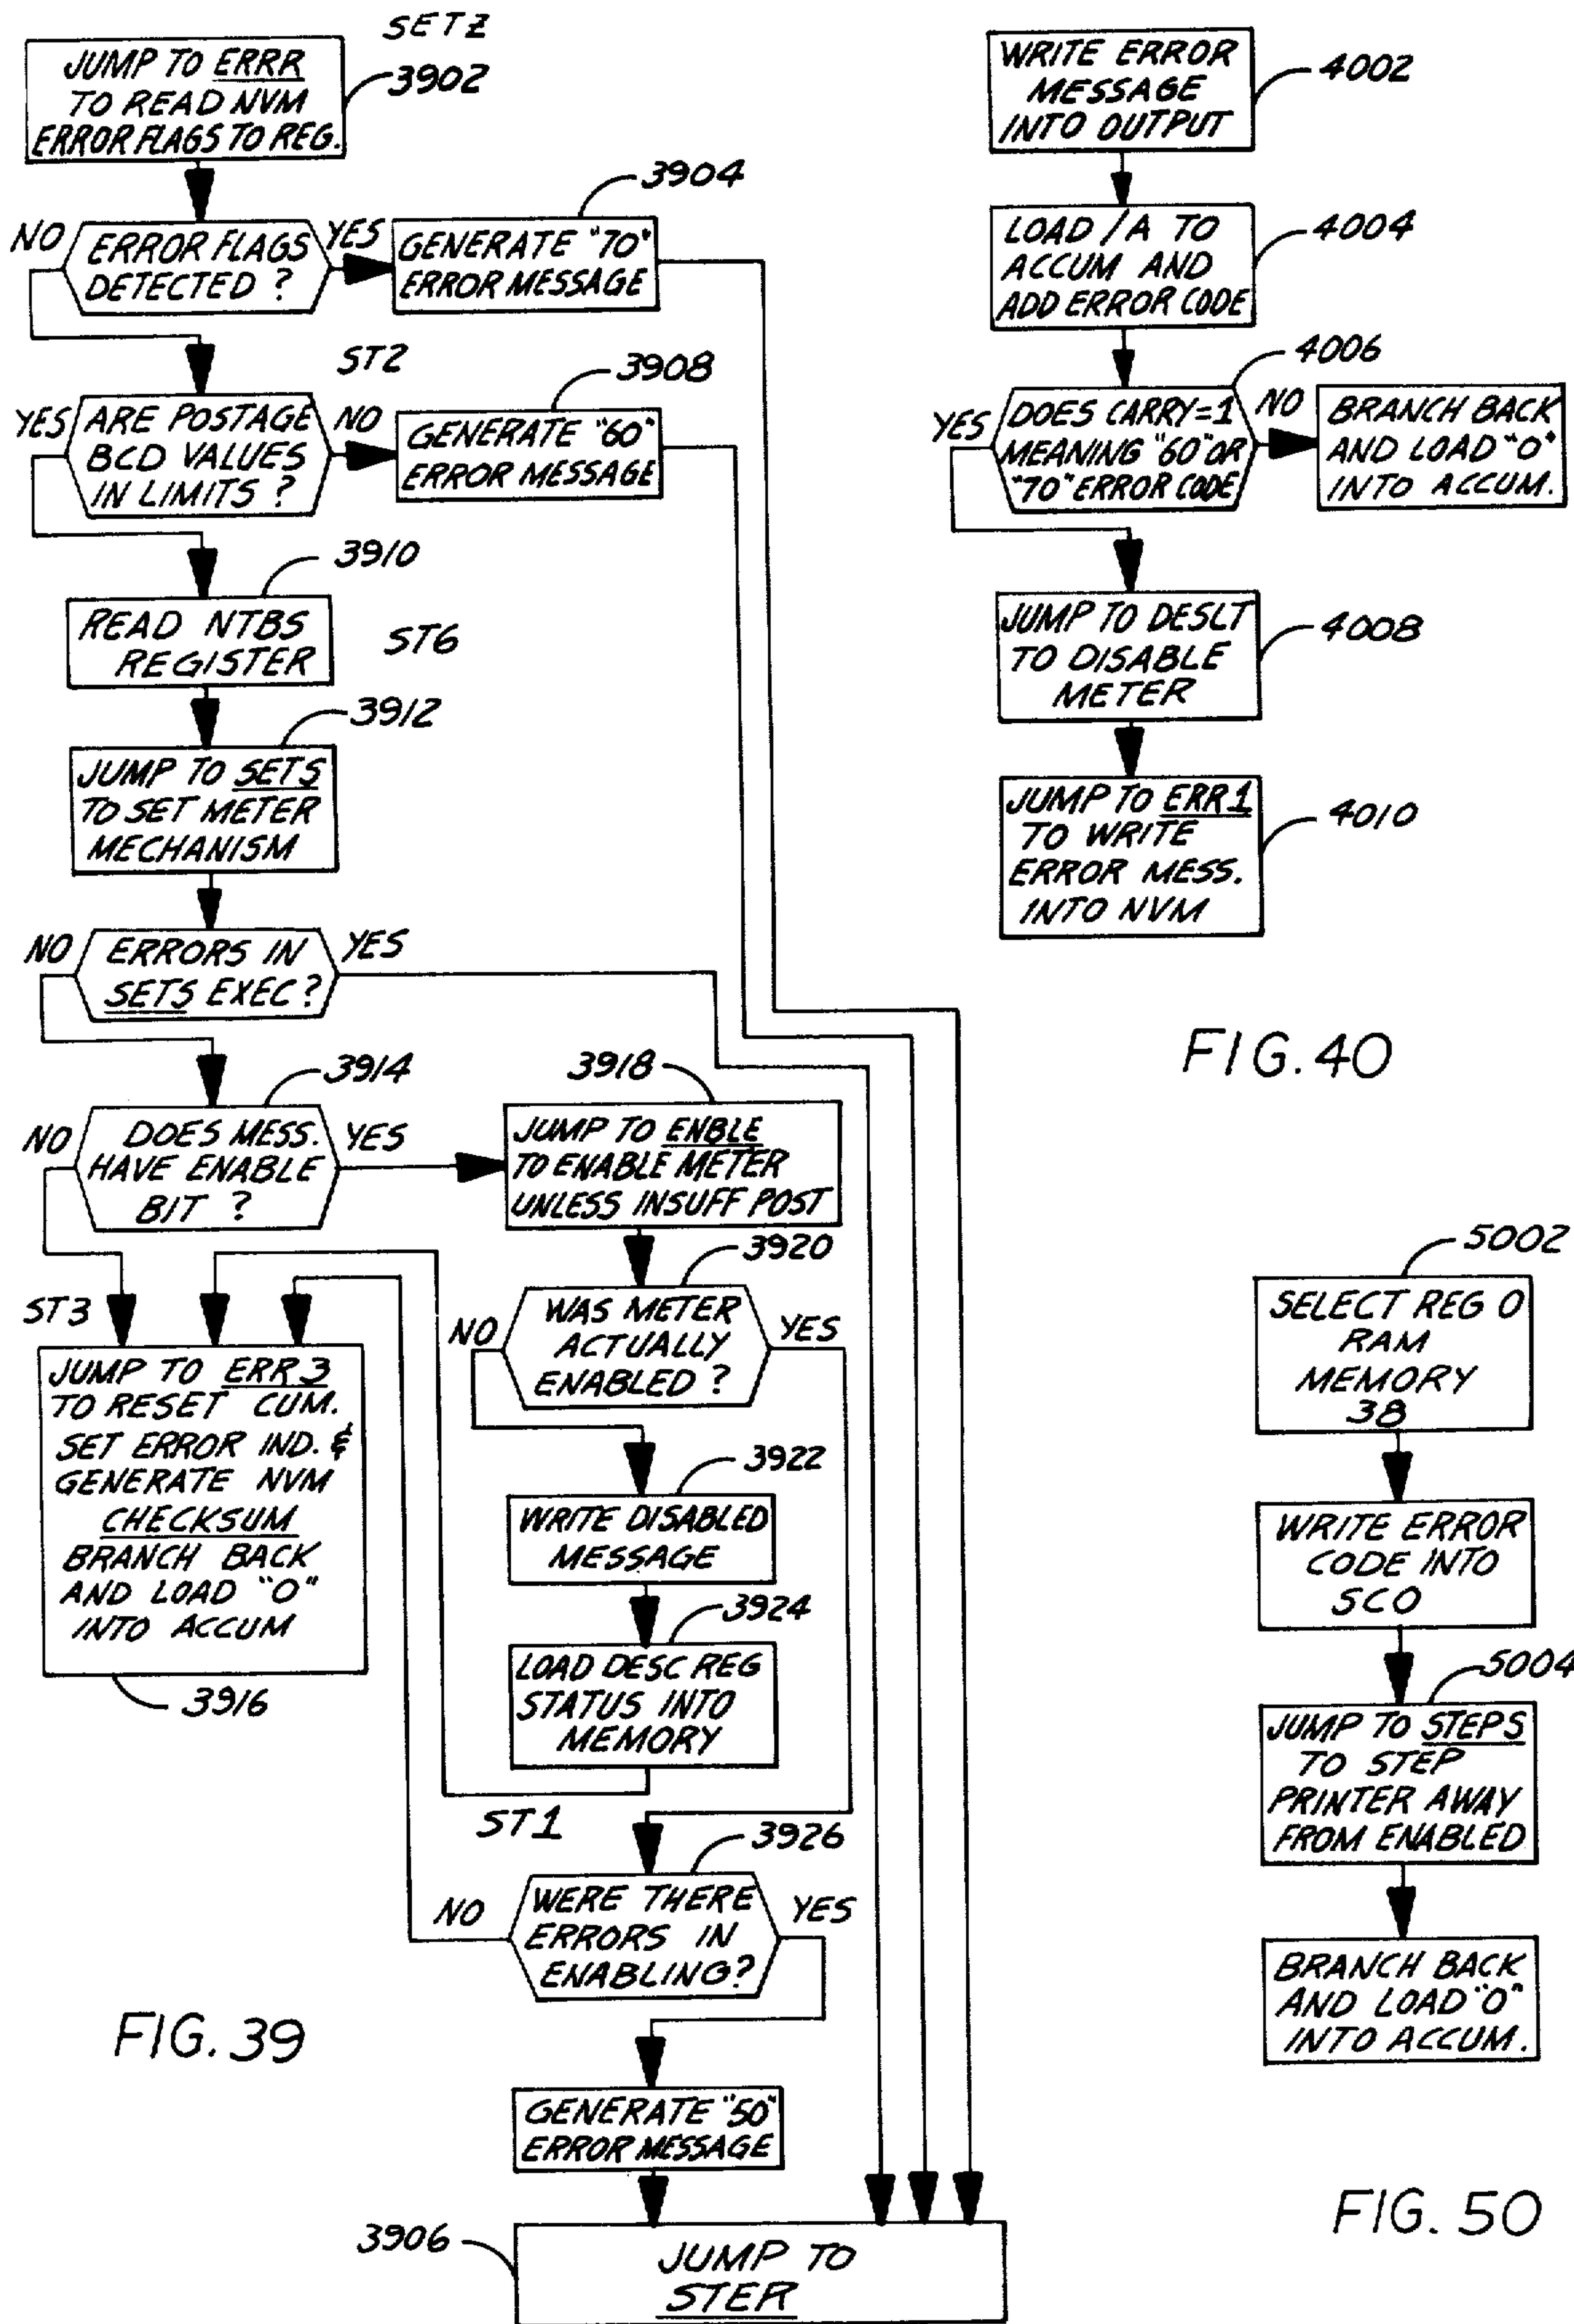 SETZ
JUMP TO ERRR
TO READ NVM
ERROR FLAGS TO REG.
3902
NO
ERROR FLAGS
DETECTED ?
YES
GENERATE "70"
ERROR MESSAGE
3904
ST2
YES
ARE POSTAGE
BCD VALUES
IN LIMITS ?
NO
GENERATE "60"
ERROR MESSAGE
3908
3910
READ NTBS
REGISTER
ST6
3912
JUMP TO SETS
TO SET METER
MECHANISM
NO
ERRORS IN
SETS EXEC?
YES
3914
NO
DOES MESS.
HAVE ENABLE
BIT ?
YES
3918
JUMP TO ENBLE
TO ENABLE METER
UNLESS INSUFF POST
3920
NO
WAS METER
ACTUALLY
ENABLED ?
YES
ST3
JUMP TO ERR3
TO RESET CUM.
SET ERROR IND. &
GENERATE NVM
CHECKSUM
BRANCH BACK
AND LOAD "0"
INTO ACCUM
3916
3922
WRITE DISABLED
MESSAGE
3924
LOAD DESC REG
STATUS INTO
MEMORY
ST1
3926
NO
WERE THERE
ERRORS IN
ENABLING?
YES
GENERATE "50"
ERROR MESSAGE
3906
JUMP TO
STER
FIG. 39
WRITE ERROR
MESSAGE
INTO OUTPUT
4002
LOAD /A TO
ACCUM AND
ADD ERROR CODE
4004
4006
YES
DOES CARRY=1
MEANING "60" OR
"70" ERROR CODE
NO
BRANCH BACK
AND LOAD "0"
INTO ACCUM.
JUMP TO DESLT
TO DISABLE
METER
4008
JUMP TO ERR1
TO WRITE
ERROR MESS.
INTO NVM
4010
FIG. 40
5002
SELECT REG 0
RAM
MEMORY
38
WRITE ERROR
CODE INTO
SCO
5004
JUMP TO STEPS
TO STEP
PRINTER AWAY
FROM ENABLED
BRANCH BACK
AND LOAD "0"
INTO ACCUM.
FIG. 50